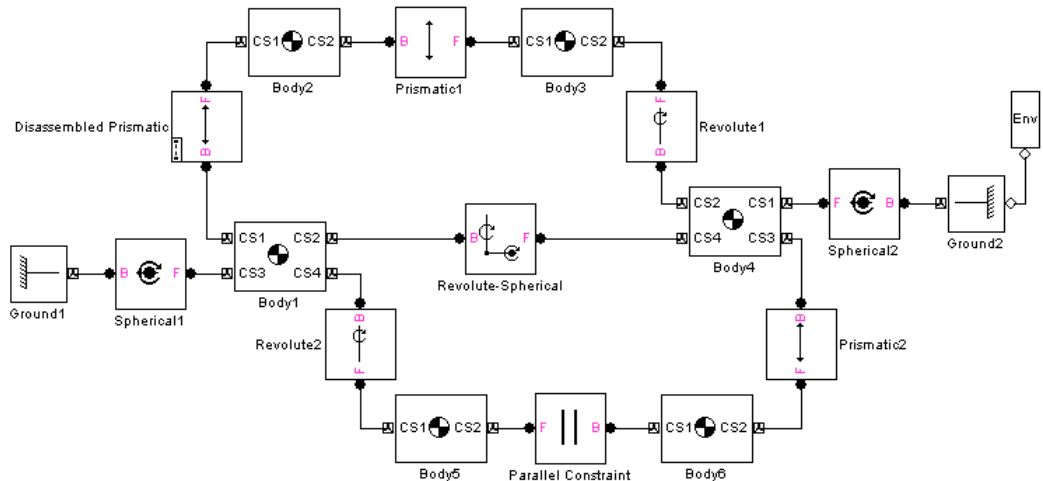 CS1 CS2
Body2
B F
Prismatic1
CS1 CS2
Body3
F
B
Disassembled Prismatic
F
B
Revolute1
Env
CS1 CS2
CS3 CS4
Body1
B F
Revolute-Spherical
CS2 CS1
CS4 CS3
Body4
F B
Spherical2
Ground2
Ground1
B F
Spherical1
B
F
Revolute2
B
F
Prismatic2
CS1 CS2
Body5
F B
Parallel Constraint
CS1 CS2
Body6